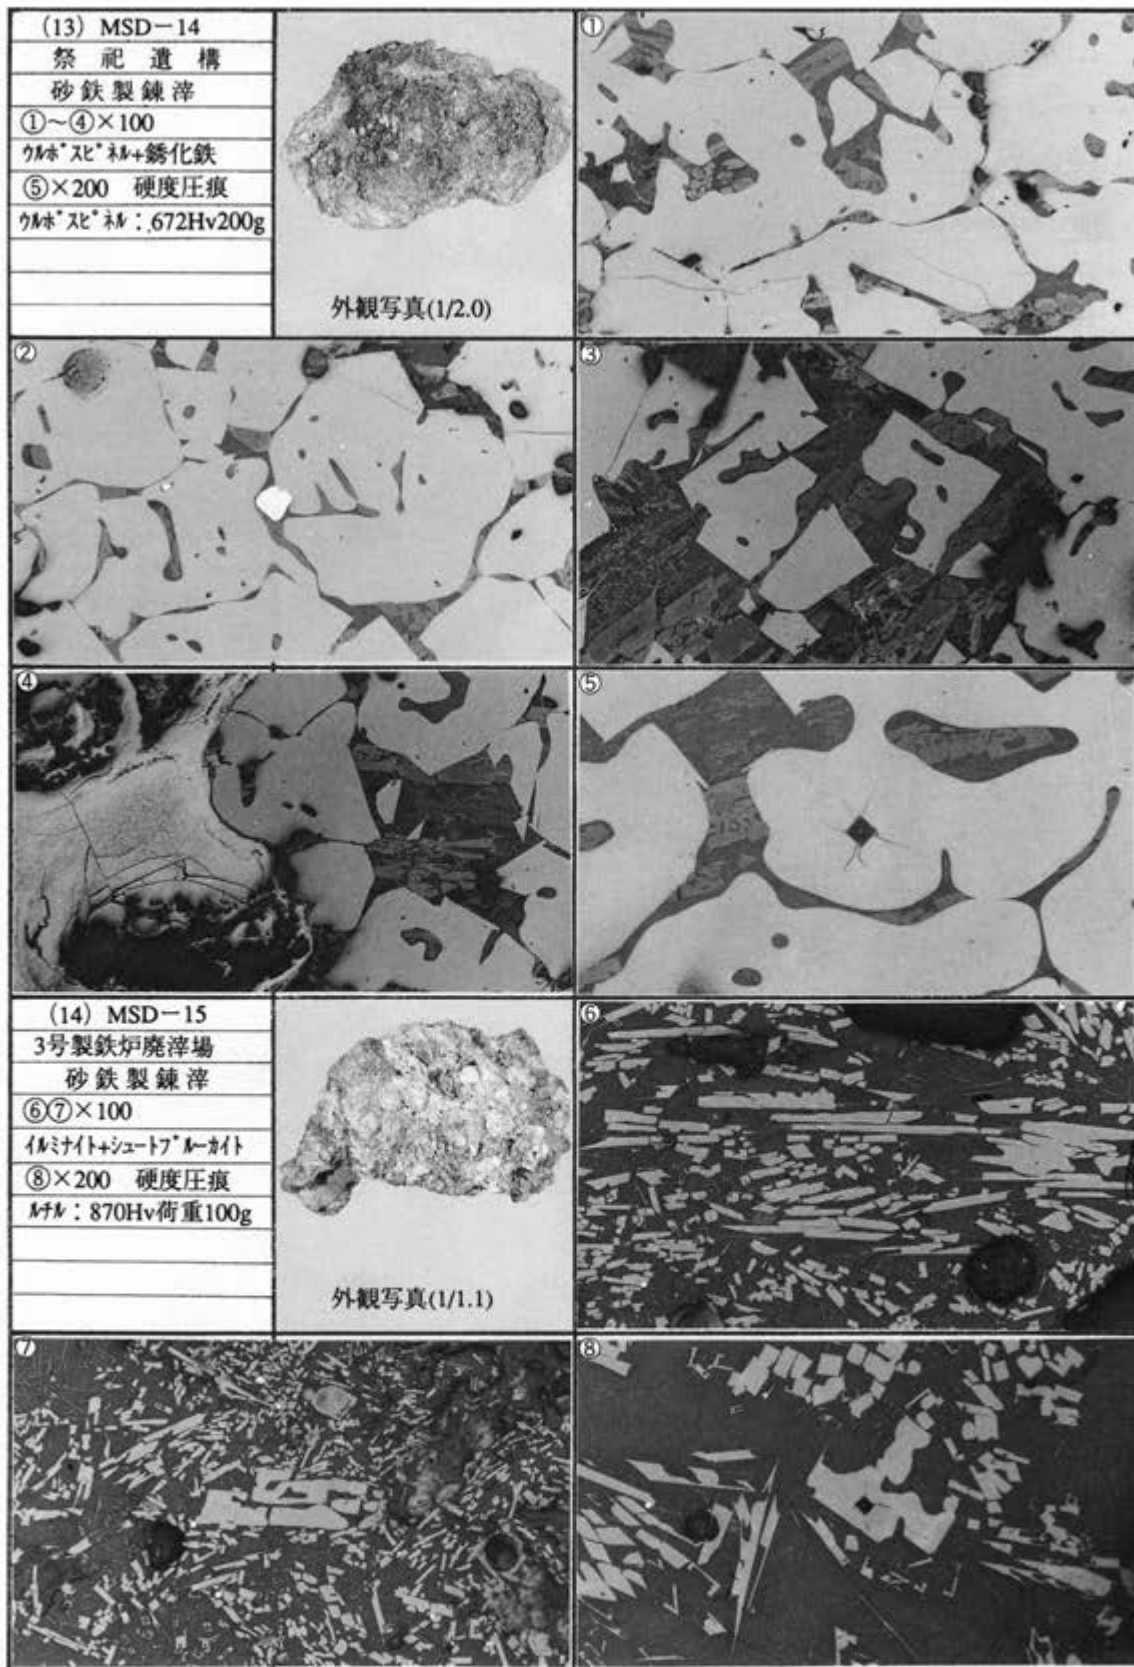 (13) MSD-14
祭祀遺構
砂鉄製錬滓
①~④×100
ウルボスピネル+銹化鉄
⑤×200 硬度圧痕
ウルボスピネル:672Hv200g
外観写真(1/2.0)
①
②
③
④
⑤
(14) MSD-15
3号製鉄炉廃滓場
砂鉄製錬滓
⑥⑦×100
イルミナイト+シュートブルーカイト
⑧×200 硬度圧痕
ルチル:870Hv荷重100g
外観写真(1/1.1)
⑥
⑦
⑧